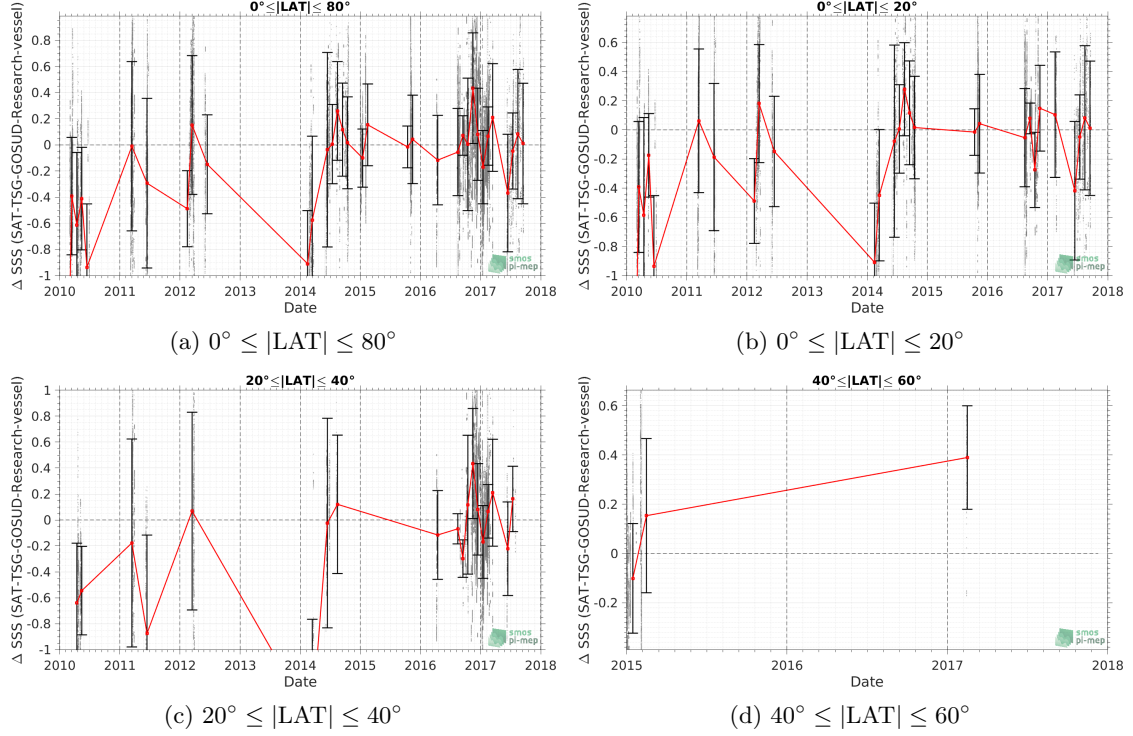 0°≤|LAT|≤ 80°
Δ SSS (SAT-TSG-GOSUD-Research-vessel)
0.8
0.6
0.4
0.2
0
-0.2
-0.4
-0.6
-0.8
-1
2010 2011 2012 2013 2014 2015 2016 2017 2018
Date
smos
pi-mep
(a) 0° ≤ |LAT| ≤ 80°
0°≤|LAT|≤ 20°
Δ SSS (SAT-TSG-GOSUD-Research-vessel)
0.6
0.4
0.2
0
-0.2
-0.4
-0.6
-0.8
-1
2010 2011 2012 2013 2014 2015 2016 2017 2018
Date
smos
pi-mep
(b) 0° ≤ |LAT| ≤ 20°
20°≤|LAT|≤ 40°
Δ SSS (SAT-TSG-GOSUD-Research-vessel)
1
0.8
0.6
0.4
0.2
0
-0.2
-0.4
-0.6
-0.8
-1
2010 2011 2012 2013 2014 2015 2016 2017 2018
Date
smos
pi-mep
(c) 20° ≤ |LAT| ≤ 40°
40°≤|LAT|≤ 60°
Δ SSS (SAT-TSG-GOSUD-Research-vessel)
0.6
0.4
0.2
0
-0.2
2015 2016 2017 2018
Date
smos
pi-mep
(d) 40° ≤ |LAT| ≤ 60°